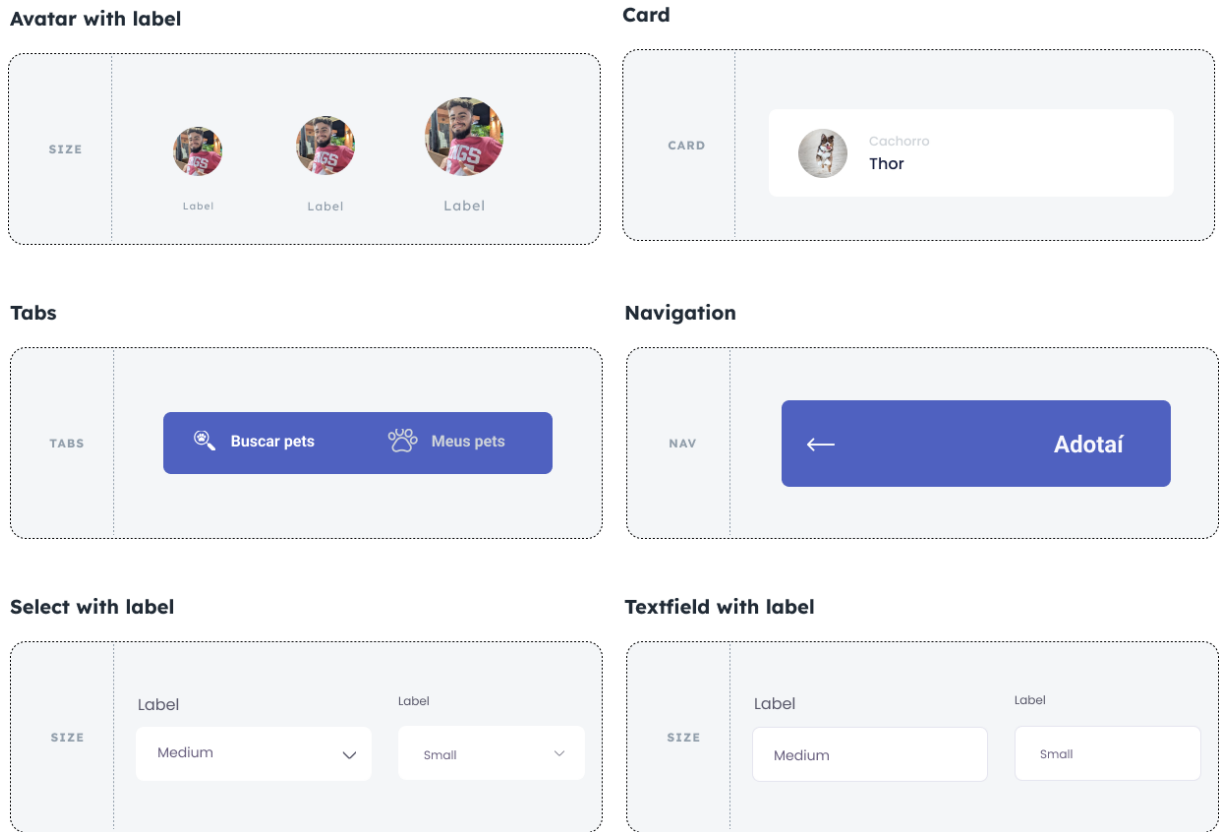 Avatar with label
SIZE
Label
Label
Label
Card
CARD
Cachorro
Thor
Tabs
TABS
Buscar pets
Meus pets
Navigation
NAV
Adotaí
Select with label
SIZE
Label
Medium
Label
Small
Textfield with label
SIZE
Label
Medium
Label
Small